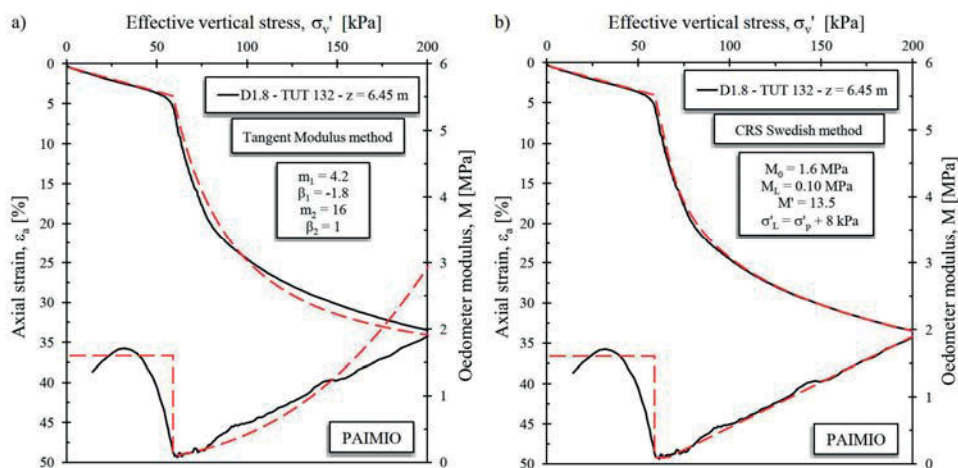 a) Effective vertical stress, σv' [kPa]
0 50 100 150 200
0 5 10 15 20 25 30 35 40 45 50
Axial strain, εa [%]
6 5 4 3 2 1 0
Oedometer modulus, M [MPa]
D1.8 - TUT 132 - z = 6.45 m
Tangent Modulus method
m1 = 4.2
β1 = -1.8
m2 = 16
β2 = 1
PAIMIO
b) Effective vertical stress, σv' [kPa]
0 50 100 150 200
0 5 10 15 20 25 30 35 40 45 50
Axial strain, εa [%]
6 5 4 3 2 1 0
Oedometer modulus, M [MPa]
D1.8 - TUT 132 - z = 6.45 m
CRS Swedish method
M0 = 1.6 MPa
ML = 0.10 MPa
M' = 13.5
σ'L = σ'p + 8 kPa
PAIMIO